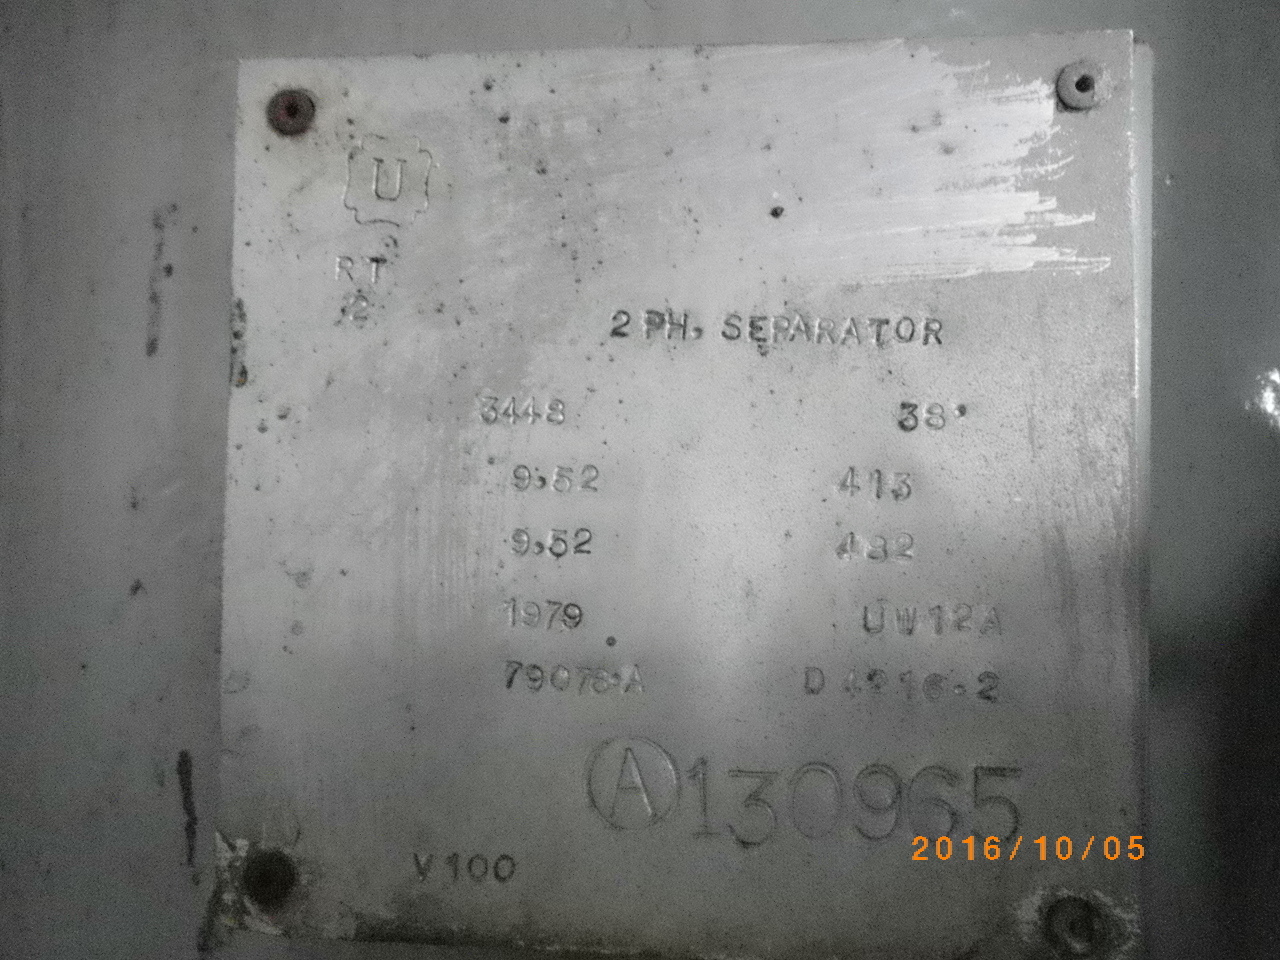 U
RT
2
2 PH. SEPARATOR
3448 38°
9.52 413
9.52 482
1979 UW12A
79078-A
A 130965
V100
2016/10/05